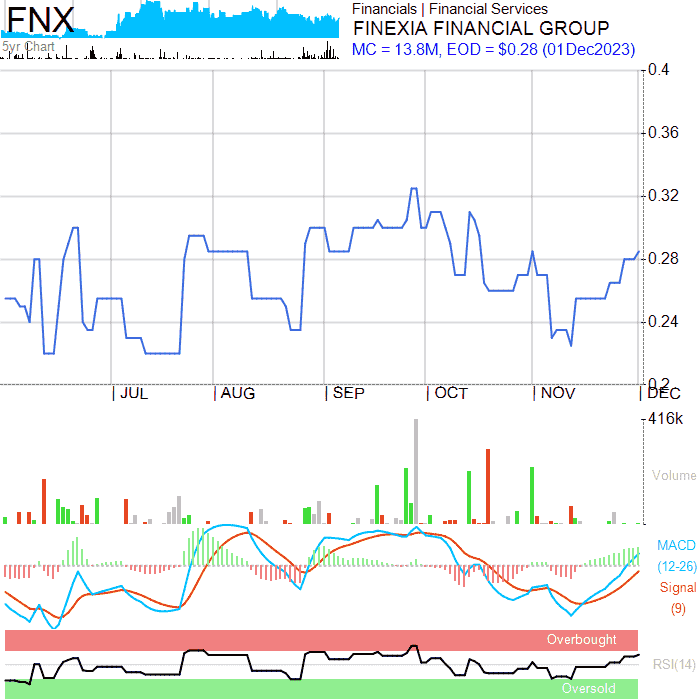 FNX
5yr Chart
Financials | Financial Services
FINEXIA FINANCIAL GROUP
MC = 13.8M, EOD = $0.28 (01Dec2023)
0.4
0.36
0.32
0.28
0.24
0.2
JUL AUG SEP OCT NOV DEC
416k
Volume
MACD
(12-26)
Signal
(9)
Overbought
RSI(14)
Oversold